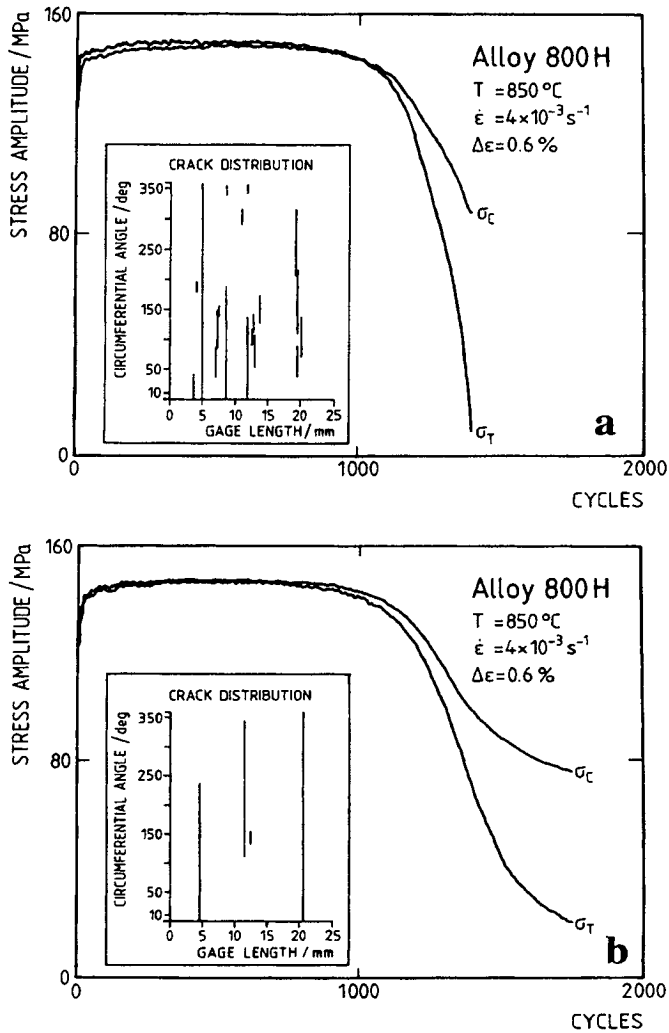 160
STRESS AMPLITUDE / MPa
Alloy 800H
T = 850 °C
ε̇ = 4×10⁻³ s⁻¹
Δε = 0.6 %
CRACK DISTRIBUTION
CIRCUMFERENTIAL ANGLE / deg
350
250
150
50
10
0 5 10 15 20 25
GAGE LENGTH / mm
80
σC
σT
a
0
0 1000 2000
CYCLES
160
STRESS AMPLITUDE / MPa
Alloy 800H
T = 850 °C
ε̇ = 4×10⁻³ s⁻¹
Δε = 0.6 %
CRACK DISTRIBUTION
CIRCUMFERENTIAL ANGLE / deg
350
250
150
50
10
0 5 10 15 20 25
GAGE LENGTH / mm
80
σC
σT
b
0
0 1000 2000
CYCLES